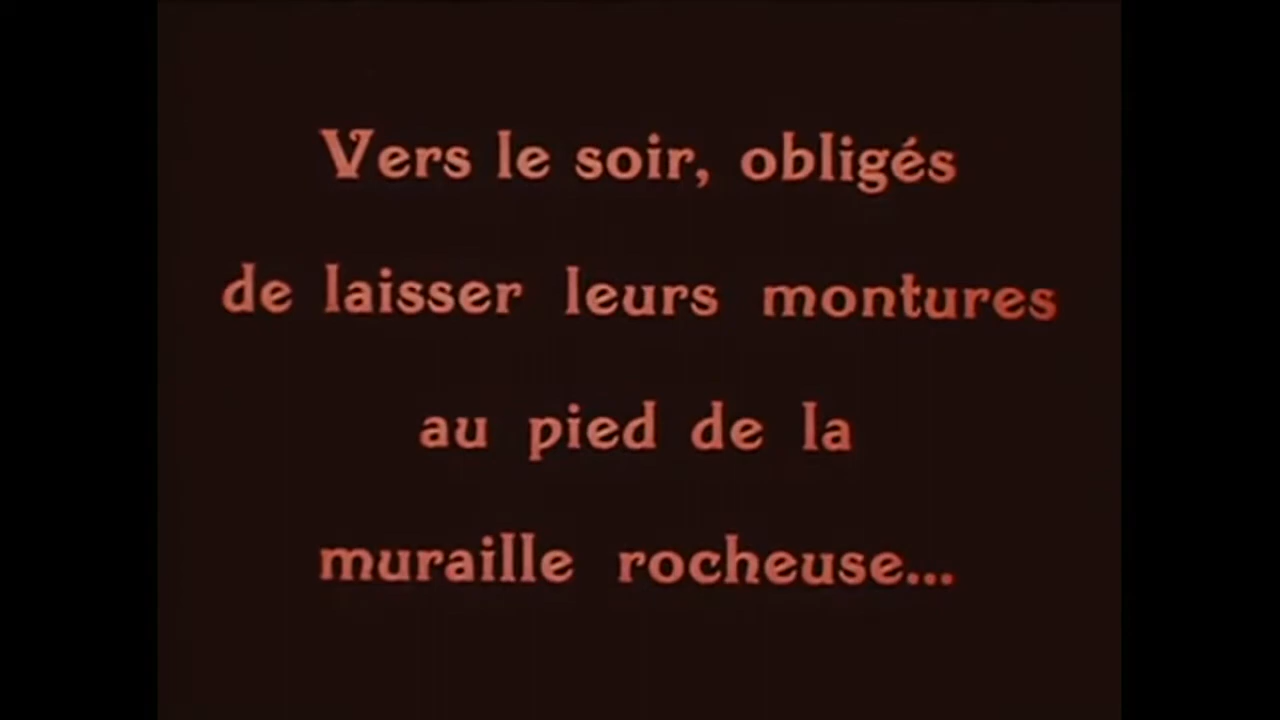 Vers le soir, obligés
de laisser leurs montures
au pied de la
muraille rocheuse...